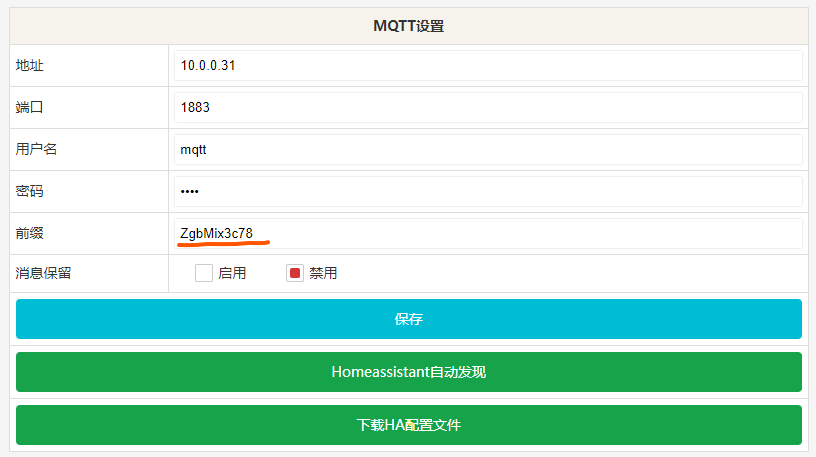 MQTT设置
地址 10.0.0.31
端口 1883
用户名 mqtt
密码 ••••
前缀 ZgbMix3c78
消息保留 启用 禁用
保存
Homeassistant自动发现
下载HA配置文件